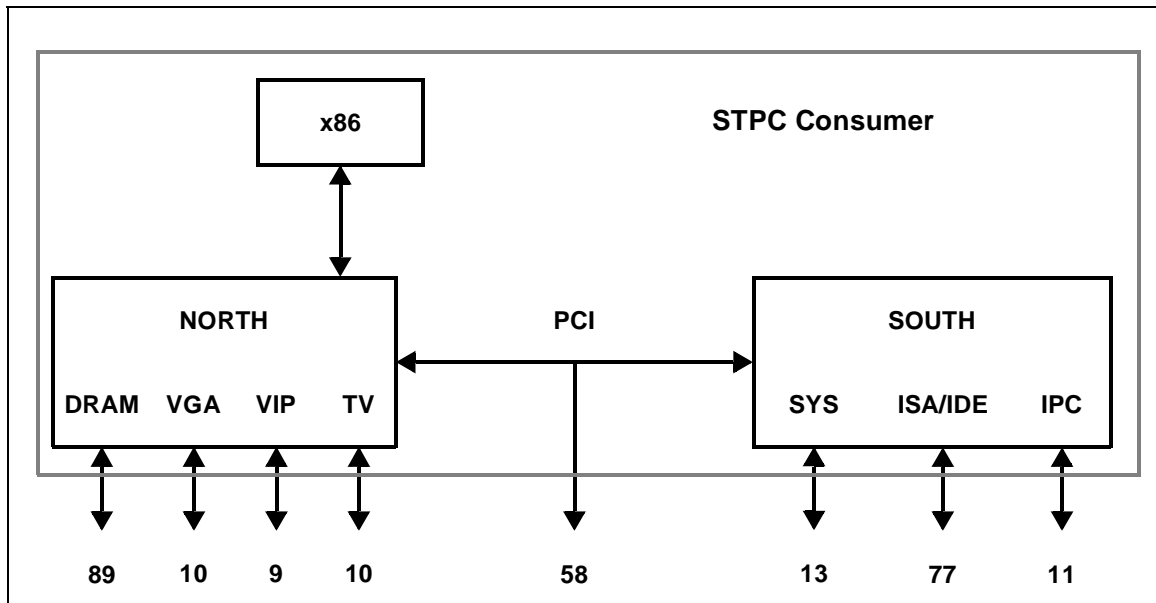 x86
STPC Consumer
NORTH
PCI
SOUTH
DRAM VGA VIP TV
SYS ISA/IDE IPC
89 10 9 10 58 13 77 11